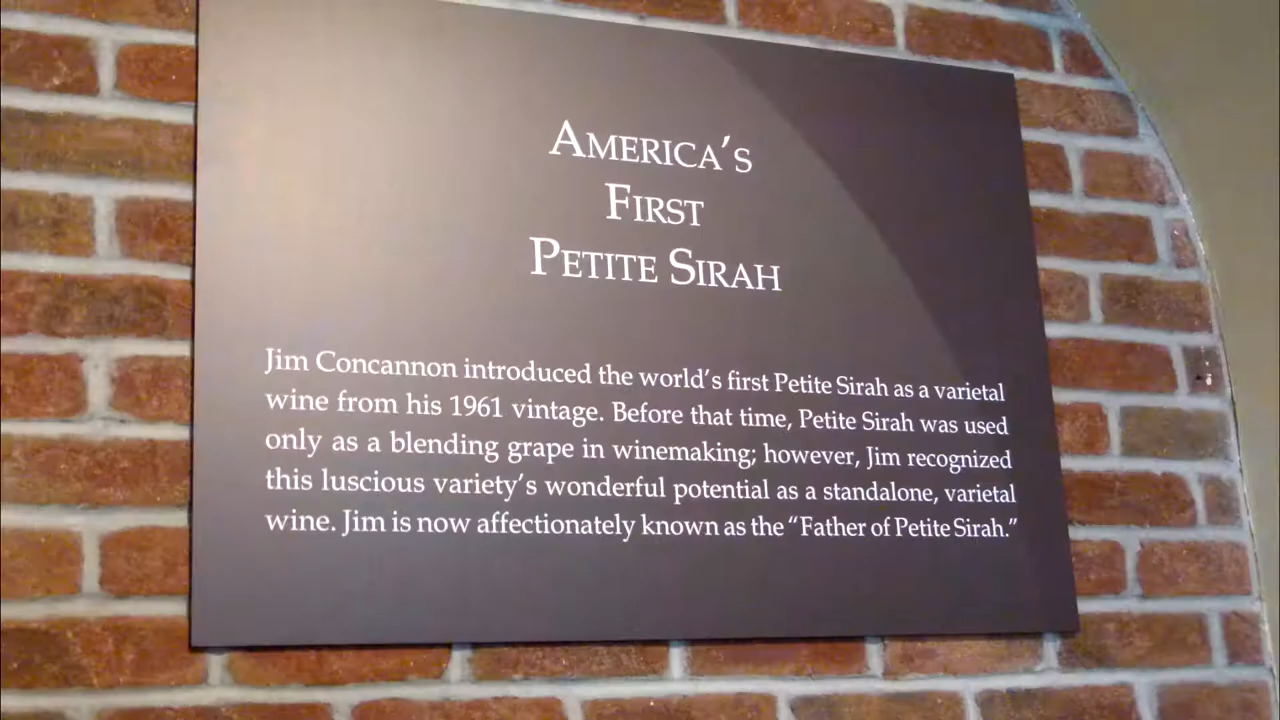 America's
First
Petite Sirah
Jim Concannon introduced the world's first Petite Sirah as a varietal
wine from his 1961 vintage. Before that time, Petite Sirah was used
only as a blending grape in winemaking; however, Jim recognized
this luscious variety's wonderful potential as a standalone, varietal
wine. Jim is now affectionately known as the “Father of Petite Sirah.”